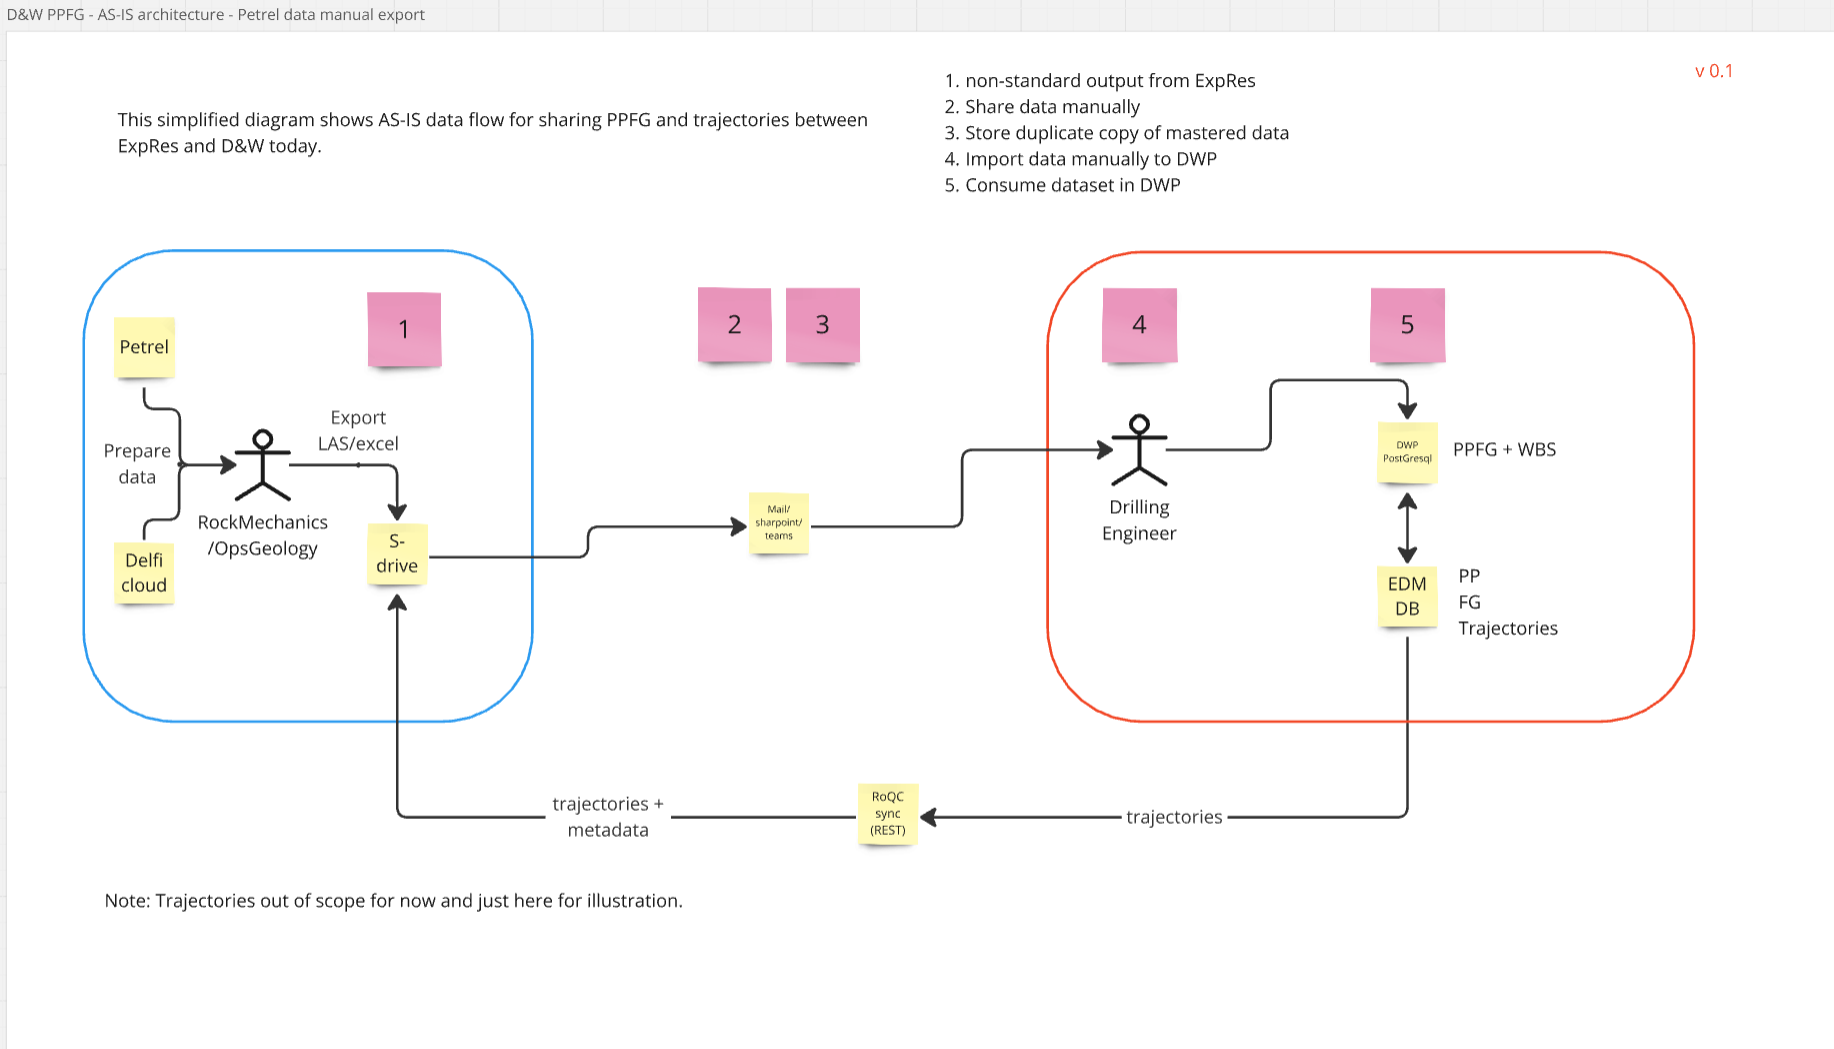 D&W PPFG - AS-IS architecture - Petrel data manual export
v 0.1
This simplified diagram shows AS-IS data flow for sharing PPFG and trajectories between
ExpRes and D&W today.
1. non-standard output from ExpRes
2. Share data manually
3. Store duplicate copy of mastered data
4. Import data manually to DWP
5. Consume dataset in DWP
1
2
3
4
5
Petrel
Prepare
data
Delfi
cloud
RockMechanics
/OpsGeology
Export
LAS/excel
S-
drive
Mail/
sharpoint/
teams
Drilling
Engineer
DWP
PostGresql
PPFG + WBS
EDM
DB
PP
FG
Trajectories
trajectories +
metadata
RoQC
sync
(REST)
trajectories
Note: Trajectories out of scope for now and just here for illustration.